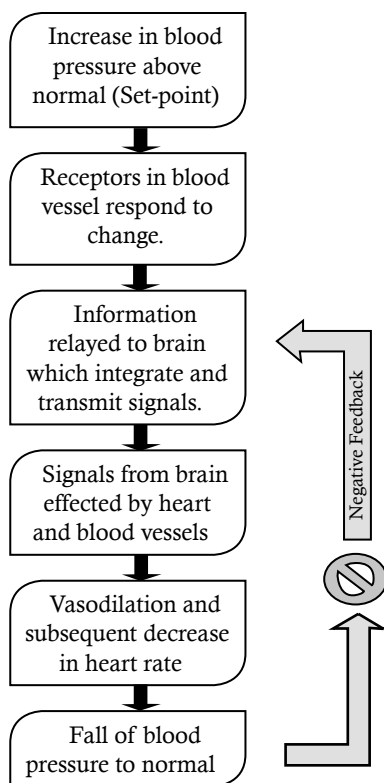 Increase in blood
pressure above
normal (Set-point)
Receptors in blood
vessel respond to
change.
Information
relayed to brain
which integrate and
transmit signals.
Signals from brain
effected by heart
and blood vessels
Vasodilation and
subsequent decrease
in heart rate
Fall of blood
pressure to normal
Negative Feedback